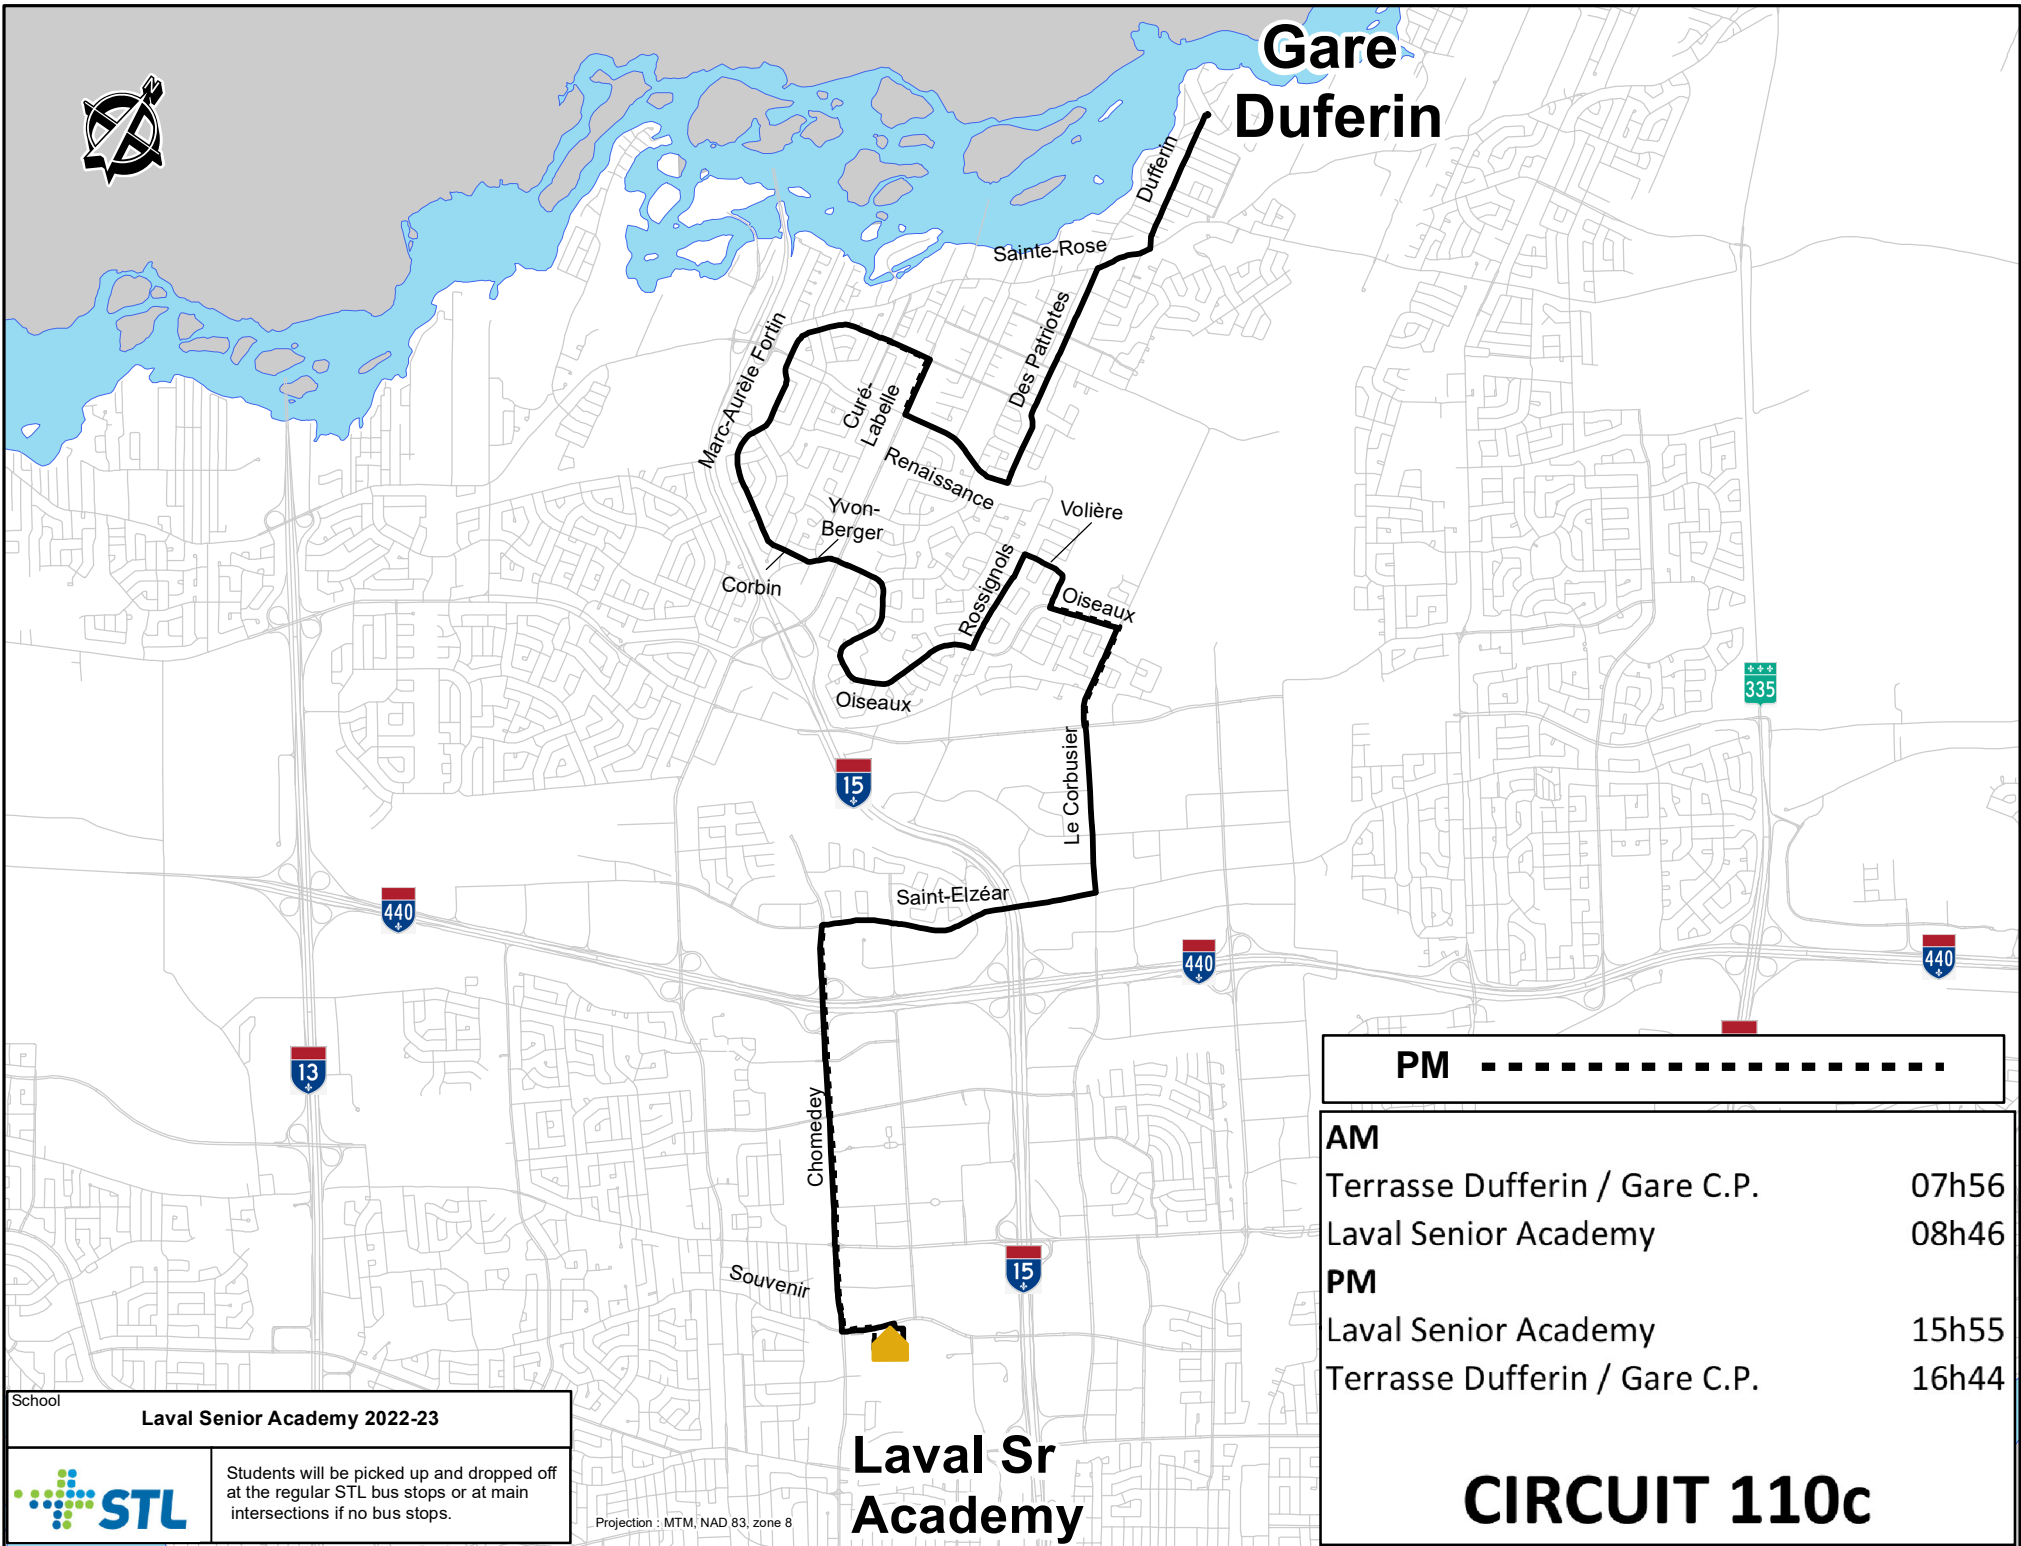 Gare
Duferin
N
Dufferin
Sainte-Rose
Des Patriotes
Marc-Aurèle Fortin
Curé-
Labelle
Renaissance
Yvon-
Berger
Volière
Corbin
Rossignols
Oiseaux
Oiseaux
335
15
Le Corbusier
Saint-Elzéar
440
440
440
13
Chomedey
15
Souvenir
PM
AM
Terrasse Dufferin / Gare C.P. 07h56
Laval Senior Academy 08h46
PM
Laval Senior Academy 15h55
Terrasse Dufferin / Gare C.P. 16h44
CIRCUIT 110c
School
Laval Senior Academy 2022-23
STL
Students will be picked up and dropped off
at the regular STL bus stops or at main
intersections if no bus stops.
Projection : MTM, NAD 83, zone 8
Laval Sr
Academy